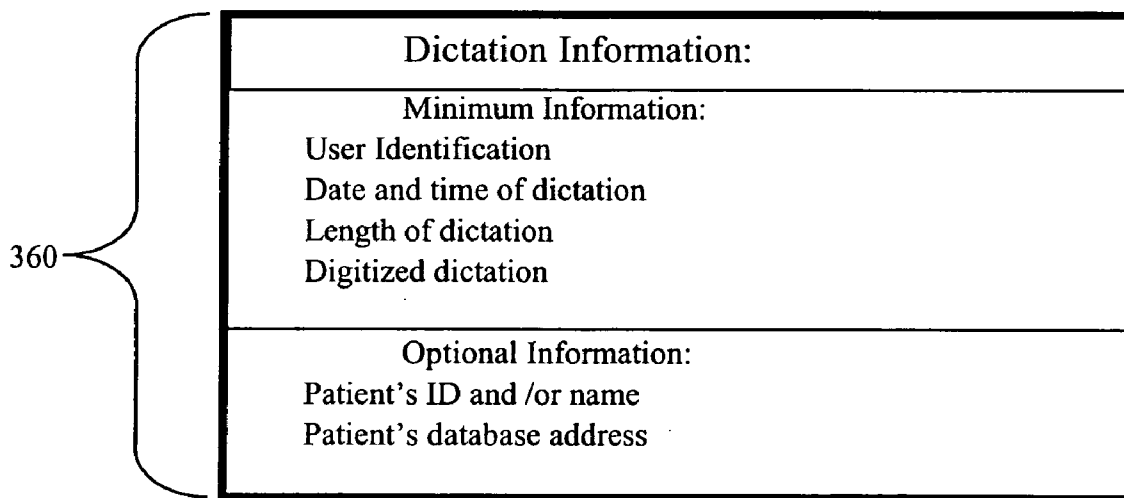 Dictation Information:
Minimum Information:
User Identification
Date and time of dictation
Length of dictation
360
Digitized dictation
Optional Information:
Patient's ID and /or name
Patient's database address